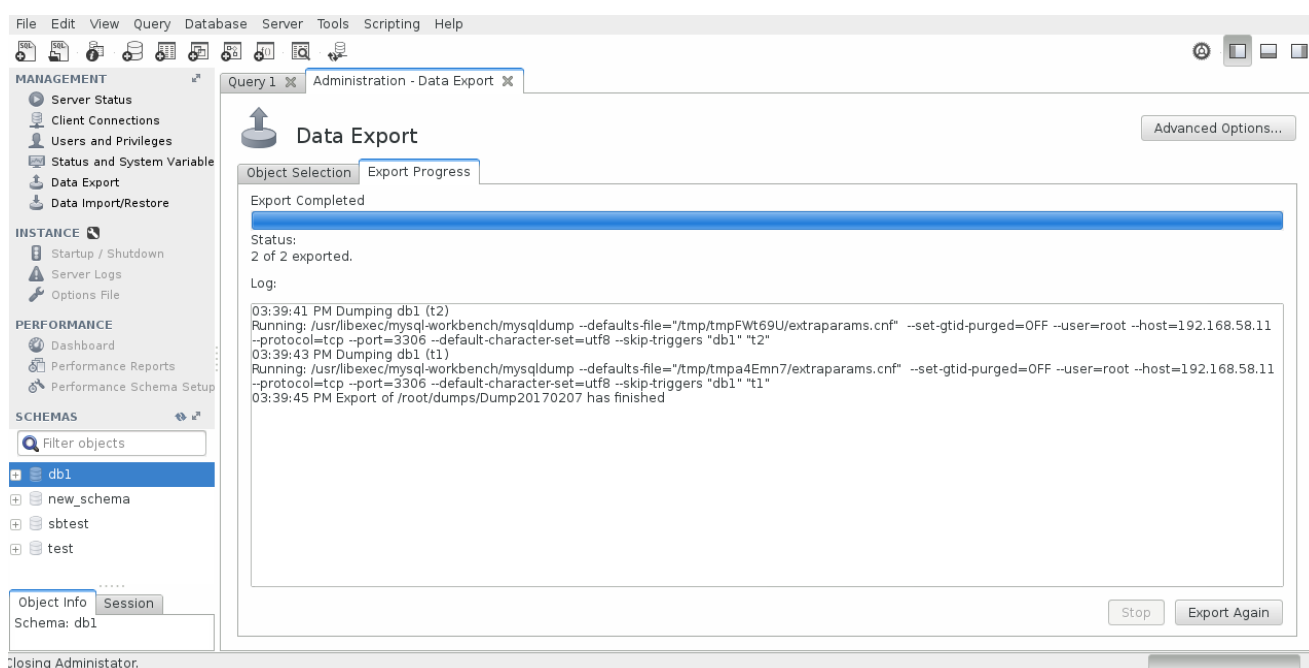 File Edit View Query Database Server Tools Scripting Help
MANAGEMENT
Server Status
Client Connections
Users and Privileges
Status and System Variable
Data Export
Data Import/Restore
INSTANCE
Startup / Shutdown
Server Logs
Options File
PERFORMANCE
Dashboard
Performance Reports
Performance Schema Setup
SCHEMAS
Filter objects
db1
new_schema
sbtest
test
Object Info Session
Schema: db1
Query 1 Administration - Data Export
Data Export
Advanced Options...
Object Selection Export Progress
Export Completed
Status:
2 of 2 exported.
Log:
03:39:41 PM Dumping db1 (t2)
Running: /usr/libexec/mysql-workbench/mysqldump --defaults-file="/tmp/tmpFWt69U/extraparams.cnf" --set-gtid-purged=OFF --user=root --host=192.168.58.11
--protocol=tcp --port=3306 --default-character-set=utf8 --skip-triggers "db1" "t2"
03:39:43 PM Dumping db1 (t1)
Running: /usr/libexec/mysql-workbench/mysqldump --defaults-file="/tmp/tmpa4Emn7/extraparams.cnf" --set-gtid-purged=OFF --user=root --host=192.168.58.11
--protocol=tcp --port=3306 --default-character-set=utf8 --skip-triggers "db1" "t1"
03:39:45 PM Export of /root/dumps/Dump20170207 has finished
Stop Export Again
Closing Administator.